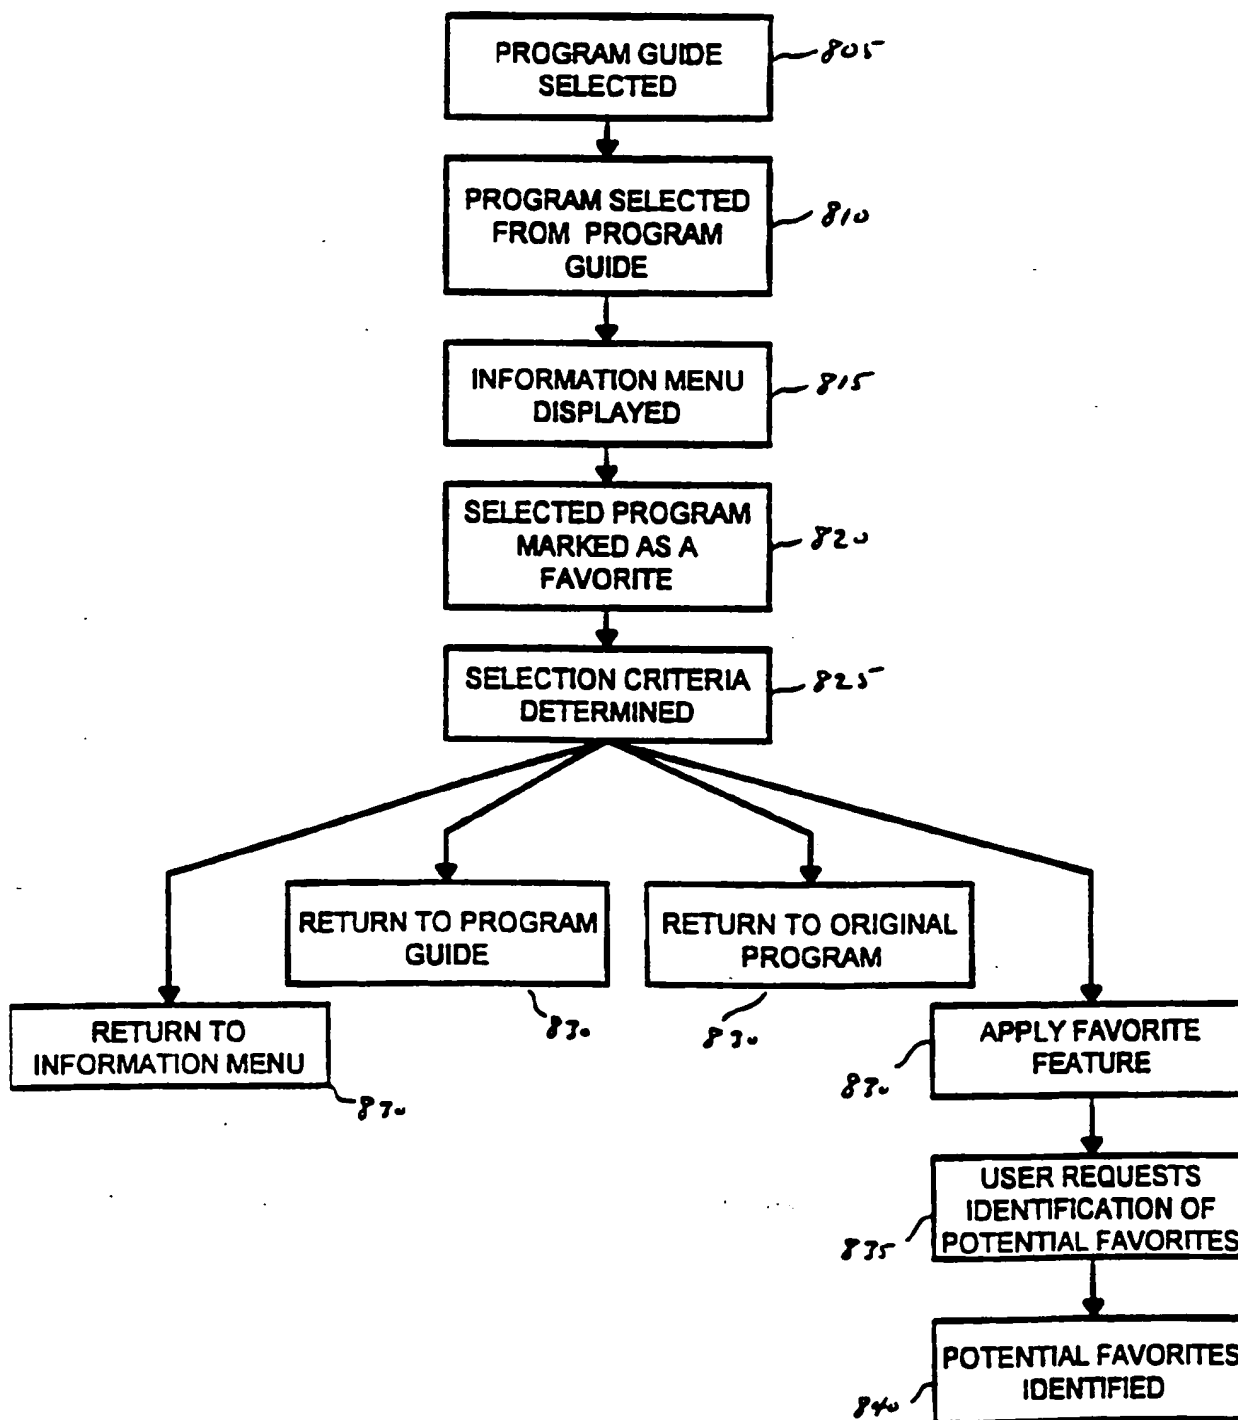 PROGRAM GUIDE
SELECTED
805
PROGRAM SELECTED
FROM PROGRAM
GUIDE
810
INFORMATION MENU
DISPLAYED
815
SELECTED PROGRAM
MARKED AS A
FAVORITE
820
SELECTION CRITERIA
DETERMINED
825
RETURN TO PROGRAM
GUIDE
830
RETURN TO ORIGINAL
PROGRAM
830
RETURN TO
INFORMATION MENU
830
APPLY FAVORITE
FEATURE
830
USER REQUESTS
IDENTIFICATION OF
POTENTIAL FAVORITES
835
POTENTIAL FAVORITES
IDENTIFIED
840